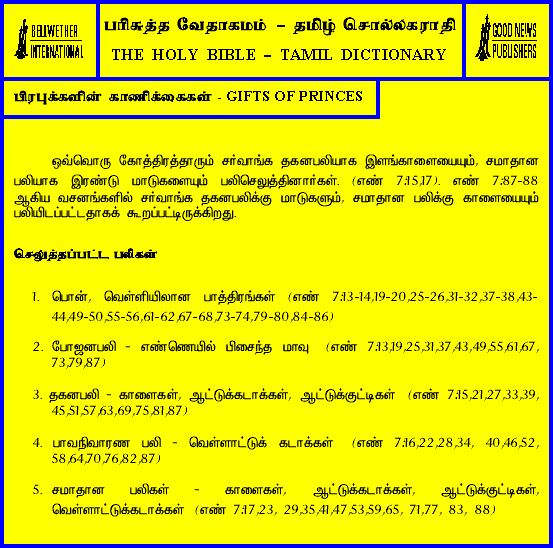 BELLWETHER
INTERNATIONAL
பரிசுத்த வேதாகமம் – தமிழ் சொல்லகராதி
THE HOLY BIBLE – TAMIL DICTIONARY
GOOD NEWS
PUBLISHERS
பிரபுக்களின் காணிக்கைகள் - GIFTS OF PRINCES
ஒவ்வொரு கோத்திரத்தாரும் சர்வாங்க தகனபலியாக இளங்காளையையும், சமாதான
பலியாக இரண்டு மாடுகளையும் பலிசெலுத்தினார்கள். (எண் 7:15,17). எண் 7:87-88
ஆகிய வசனங்களில் சர்வாங்க தகனபலிக்கு மாடுகளும், சமாதான பலிக்கு காளையையும்
பலியிடப்பட்டதாகக் கூறப்பட்டிருக்கிறது.
செலுத்தப்பட்ட பலிகள்
1. பொன், வெள்ளியிலான பாத்திரங்கள் (எண் 7:13-14,19-20,25-26,31-32,37-38,43-
44,49-50,55-56,61-62,67-68,73-74,79-80,84-86)
2. போஜனபலி - எண்ணெயில் பிசைந்த மாவு (எண் 7:13,19,25,31,37,43,49,55,61,67,
73,79,87)
3. தகனபலி - காளைகள், ஆட்டுக்கடாக்கள், ஆட்டுக்குட்டிகள் (எண் 7:15,21,27,33,39,
45,51,57,63,69,75,81,87)
4. பாவநிவாரண பலி - வெள்ளாட்டுக் கடாக்கள் (எண் 7:16,22,28,34, 40,46,52,
58,64,70,76,82,87)
5. சமாதான பலிகள் - காளைகள், ஆட்டுக்கடாக்கள், ஆட்டுக்குட்டிகள்,
வெள்ளாட்டுக்கடாக்கள் (எண் 7:17,23, 29,35,41,47,53,59,65, 71,77, 83, 88)